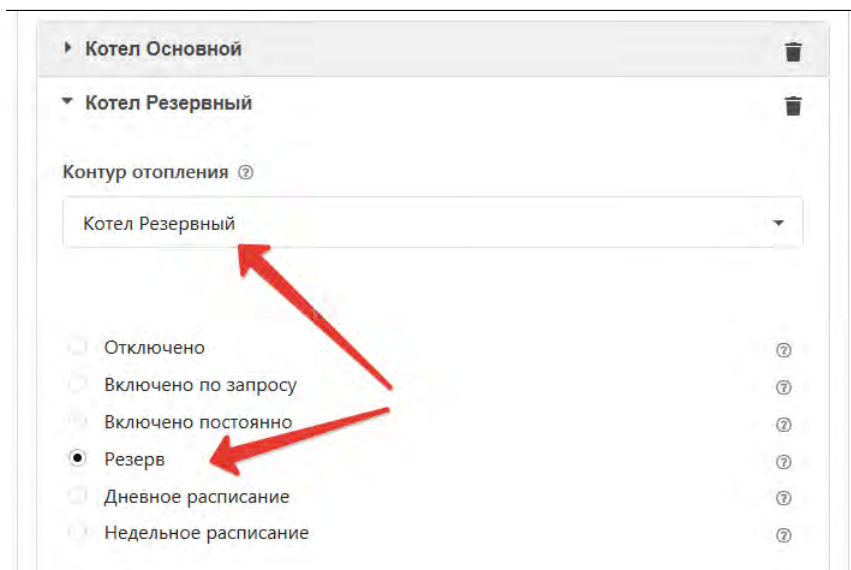 Котел Основной
Котел Резервный
Контур отопления
Котел Резервный
Отключено
Включено по запросу
Включено постоянно
Резерв
Дневное расписание
Недельное расписание